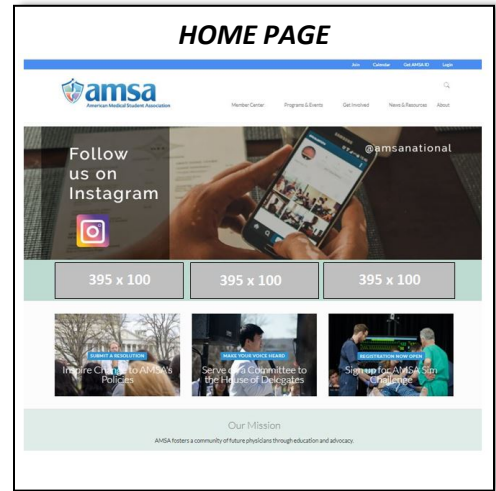 HOME PAGE
Join Calendar Get AMSA ID Login
amsa
American Medical Student Association
Member Center Programs & Events Get Involved News & Resources About
Follow
us on
Instagram
@amsanational
395 x 100 395 x 100 395 x 100
SUBMIT A RESOLUTION
Inspire Change to AMSA's
Policies
MAKE YOUR VOICE HEARD
Serve on a Committee to
the House of Delegates
REGISTRATION NOW OPEN
Sign up for AMSA Sim
Challenge
Our Mission
AMSA fosters a community of future physicians through education and advocacy.